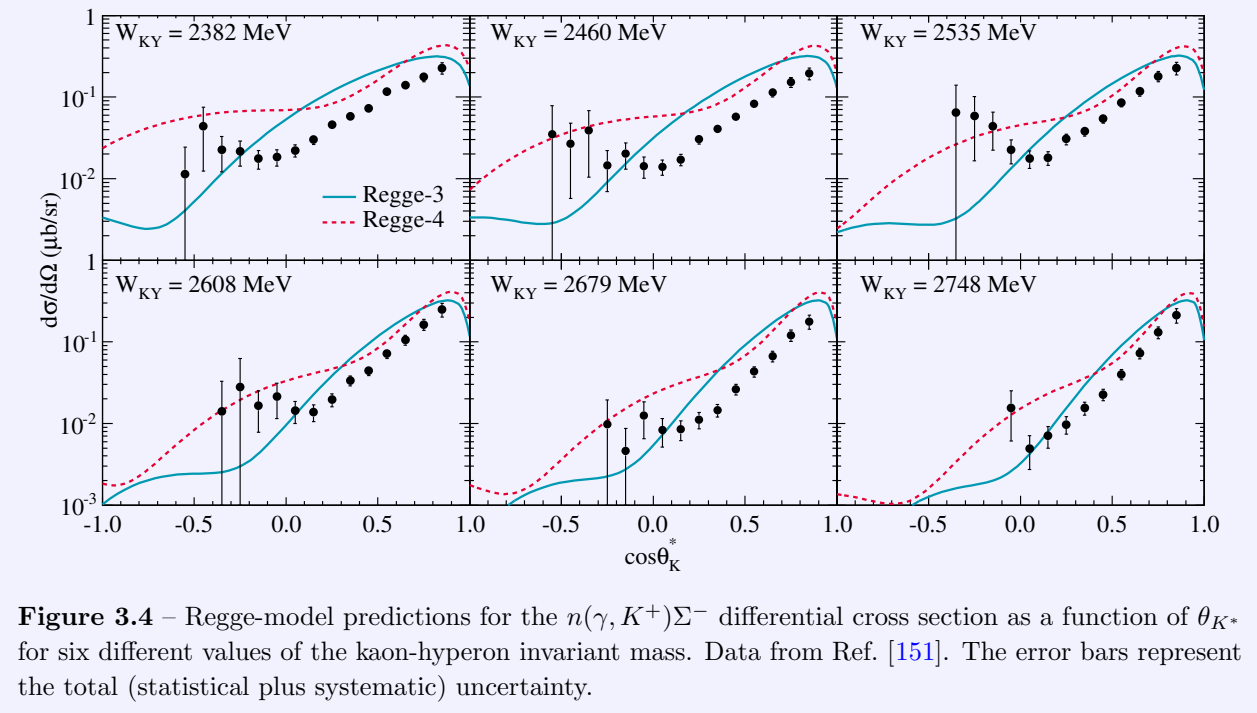 W_KY = 2382 MeV
W_KY = 2460 MeV
W_KY = 2535 MeV
1
10^-1
10^-2
Regge-3
Regge-4
dσ/dΩ (μb/sr)
1
W_KY = 2608 MeV
W_KY = 2679 MeV
W_KY = 2748 MeV
10^-1
10^-2
10^-3
-1.0 -0.5 0.0 0.5 1.0 -0.5 0.0 0.5 1.0 -0.5 0.0 0.5 1.0
cosθ_K^*
Figure 3.4 – Regge-model predictions for the n(γ, K⁺)Σ⁻ differential cross section as a function of θ_K*
for six different values of the kaon-hyperon invariant mass. Data from Ref. [151]. The error bars represent
the total (statistical plus systematic) uncertainty.